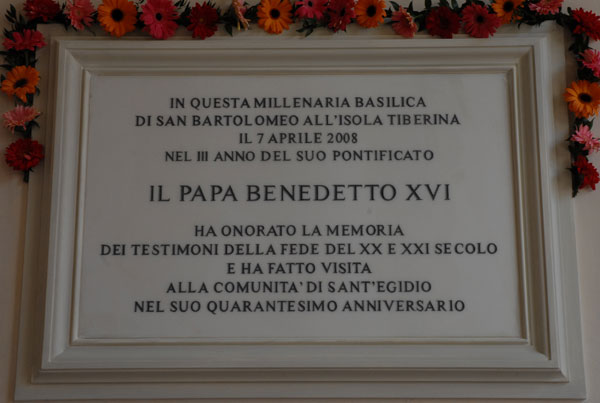 IN QUESTA MILLENARIA BASILICA
DI SAN BARTOLOMEO ALL'ISOLA TIBERINA
IL 7 APRILE 2008
NEL III ANNO DEL SUO PONTIFICATO
IL PAPA BENEDETTO XVI
HA ONORATO LA MEMORIA
DEI TESTIMONI DELLA FEDE DEL XX E XXI SECOLO
E HA FATTO VISITA
ALLA COMUNITA' DI SANT'EGIDIO
NEL SUO QUARANTESIMO ANNIVERSARIO